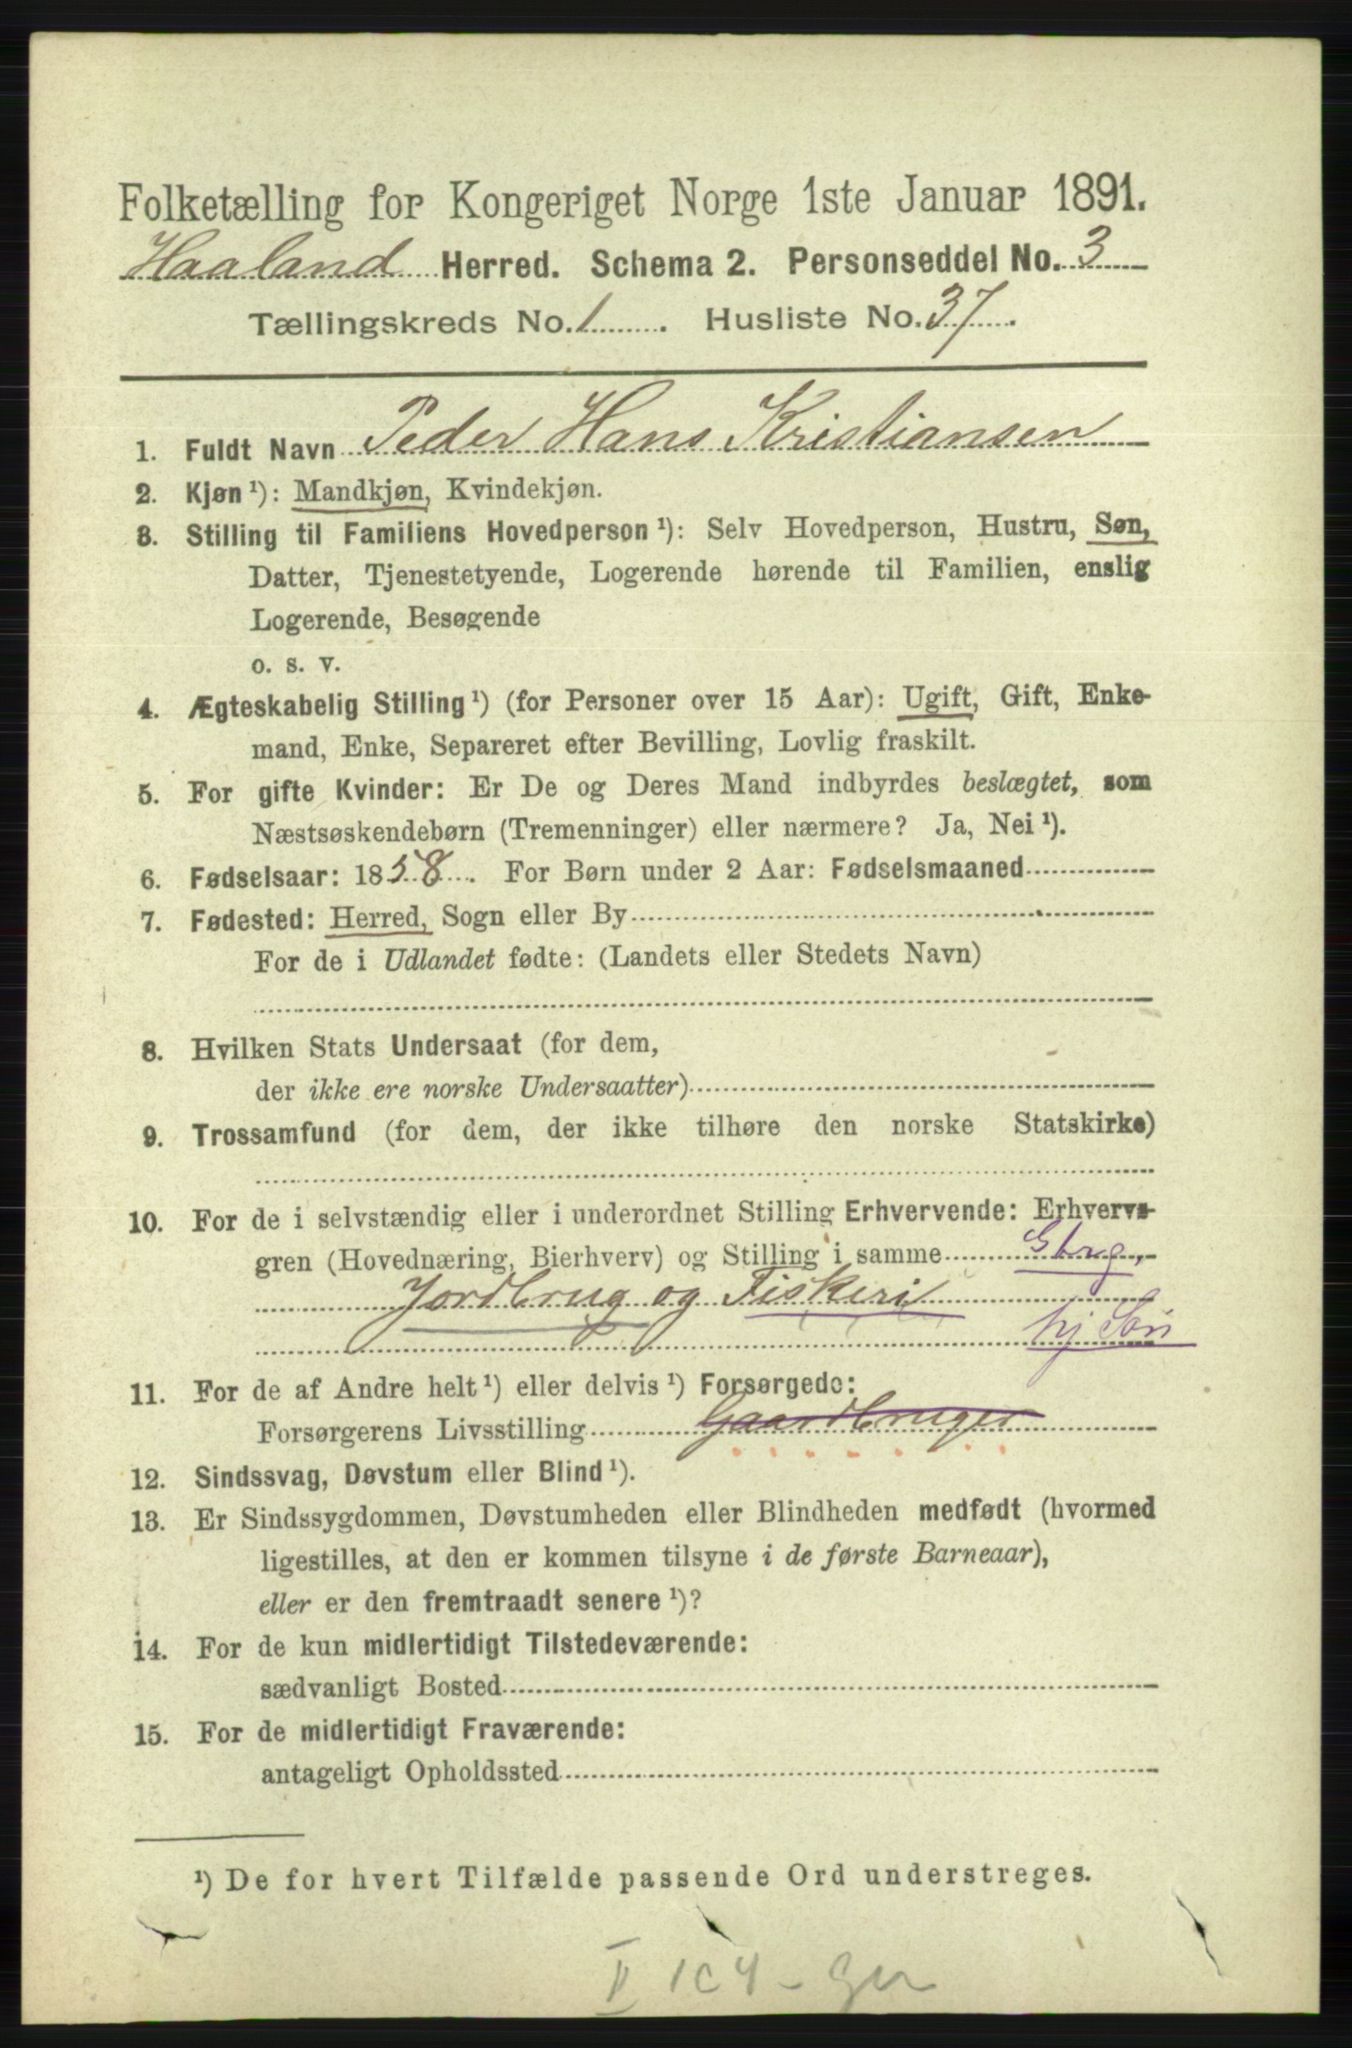 Folketælling for Kongeriget Norge 1ste Januar 1891.
Haaland Herred. Schema 2. Personseddel No. 3
Tællingskreds No. 1. Husliste No. 37.
1. Fuldt Navn Peder Hans Kristiansen
2. Kjøn ¹): Mandkjøn, Kvindekjøn.
3. Stilling til Familiens Hovedperson ¹): Selv Hovedperson, Hustru, Søn,
Datter, Tjenestetyende, Logerende hørende til Familien, enslig
Logerende, Besøgende
o. s. v.
4. Ægteskabelig Stilling ¹) (for Personer over 15 Aar): Ugift, Gift, Enke-
mand, Enke, Separeret efter Bevilling, Lovlig fraskilt.
5. For gifte Kvinder: Er De og Deres Mand indbyrdes beslægtet, som
Næstsøskendebørn (Tremenninger) eller nærmere? Ja, Nei ¹).
6. Fødselsaar: 1858. For Børn under 2 Aar: Fødselsmaaned
7. Fødested: Herred, Sogn eller By
For de i Udlandet fødte: (Landets eller Stedets Navn)
8. Hvilken Stats Undersaat (for dem,
der ikke ere norske Undersaatter)
9. Trossamfund (for dem, der ikke tilhøre den norske Statskirke)
10. For de i selvstændig eller i underordnet Stilling Erhvervende: Erhvervs-
gren (Hovednæring, Bierhverv) og Stilling i samme Gbrug,
Jordbrug og Fiskeri
hj Søn
11. For de af Andre helt ¹) eller delvis ¹) Forsørgede:
Forsørgerens Livsstilling Gaardbruger
12. Sindssvag, Døvstum eller Blind ¹).
13. Er Sindssygdommen, Døvstumheden eller Blindheden medfødt (hvormed
ligestilles, at den er kommen tilsyne i de første Barneaar),
eller er den fremtraadt senere ¹)?
14. For de kun midlertidigt Tilstedeværende:
sædvanligt Bosted
15. For de midlertidigt Fraværende:
antageligt Opholdssted
¹) De for hvert Tilfælde passende Ord understreges.
II 104 -